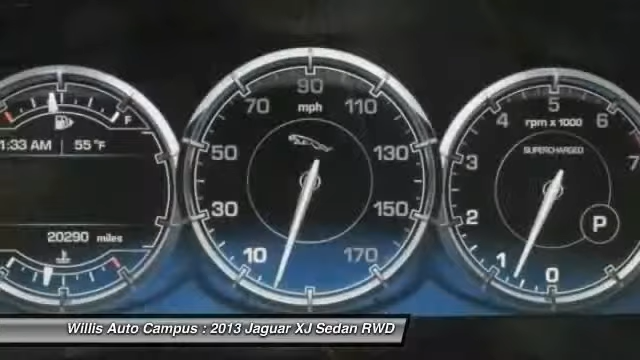 F
1:33 AM 55°F
20290 miles
90
70 mph 110
50 130
30 150
10 170
5
4 rpm x 1000 6
3 SUPERCHARGED 7
2 P
1 0
Willis Auto Campus : 2013 Jaguar XJ Sedan RWD